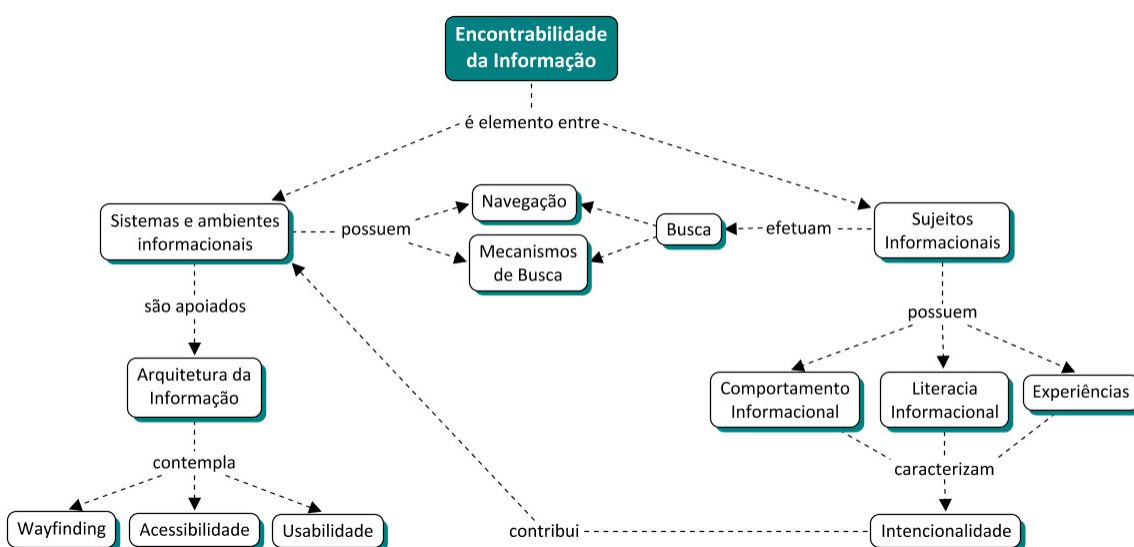 Encontrabilidade
da Informação
é elemento entre
Sistemas e ambientes
informacionais
possuem
Navegação
Mecanismos
de Busca
Busca
efetuam
Sujeitos
Informacionais
são apoiados
possuem
Arquitetura da
Informação
Comportamento
Informacional
Literacia
Informacional
Experiências
contempla
caracterizam
Wayfinding
Acessibilidade
Usabilidade
contribui
Intencionalidade